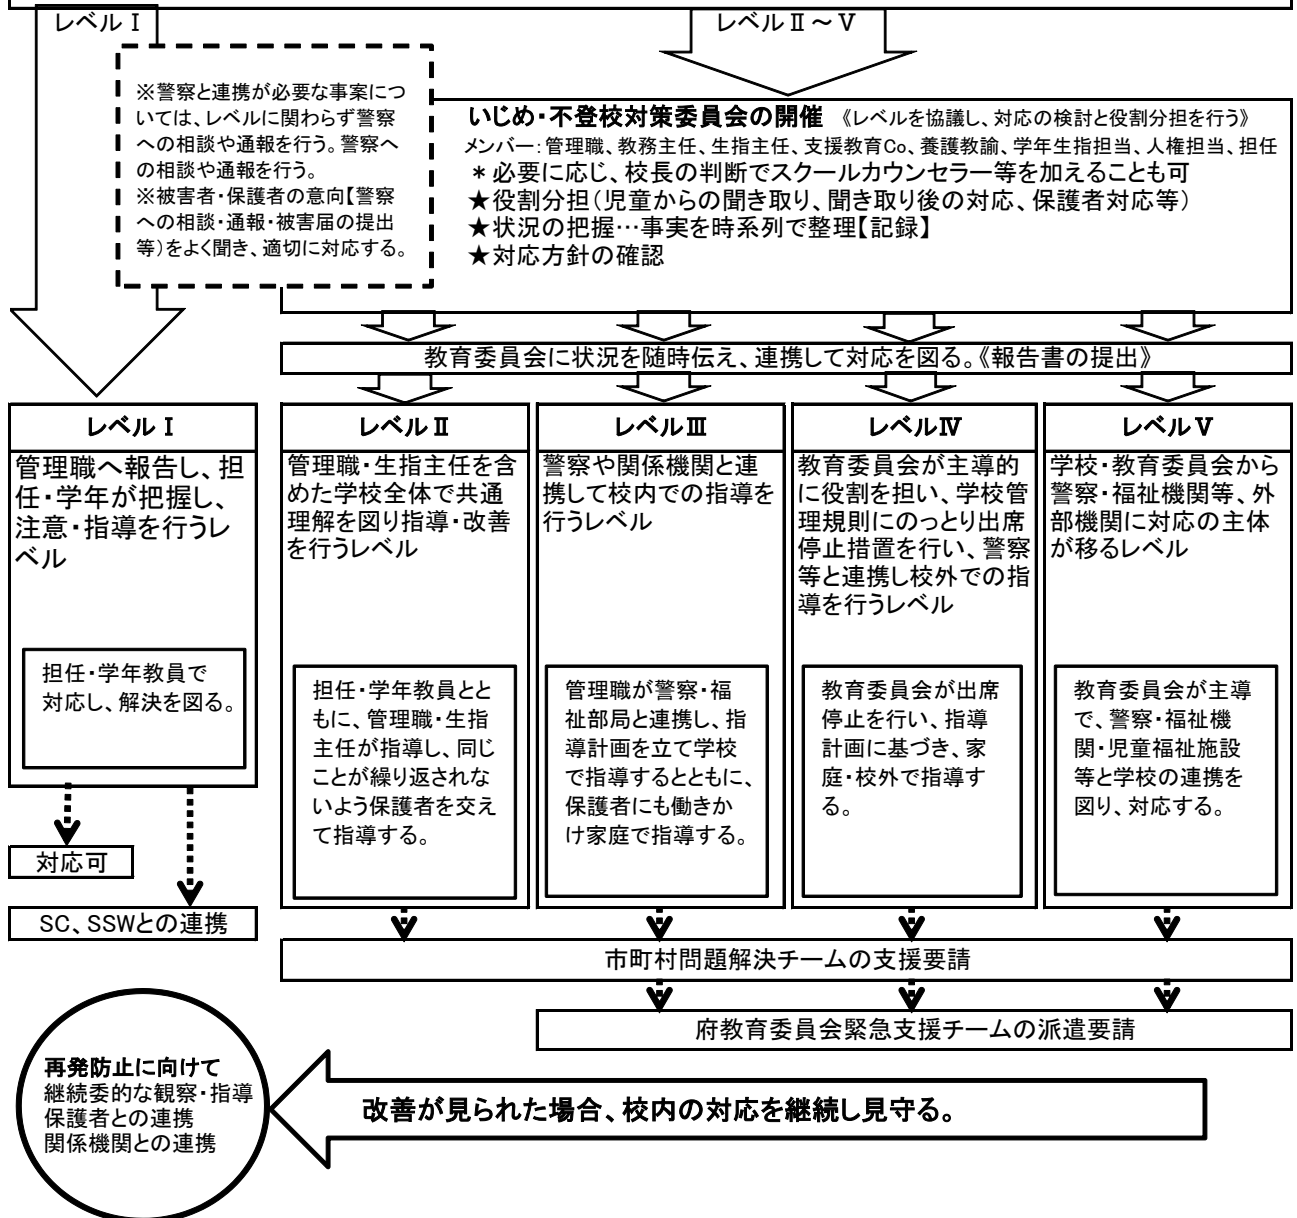 レベルⅠ
レベルⅡ～Ⅴ
※警察と連携が必要な事案につ
いては、レベルに関わらず警察
への相談や通報を行う。警察へ
の相談や通報を行う。
※被害者・保護者の意向【警察
への相談・通報・被害届の提出
等】をよく聞き、適切に対応する。
いじめ・不登校対策委員会の開催 《レベルを協議し、対応の検討と役割分担を行う》
メンバー：管理職、教務主任、生指主任、支援教育Co、養護教諭、学年生指担当、人権担当、担任
＊必要に応じ、校長の判断でスクールカウンセラー等を加えることも可
★役割分担（児童からの聞き取り、聞き取り後の対応、保護者対応等）
★状況の把握…事実を時系列で整理【記録】
★対応方針の確認
教育委員会に状況を随時伝え、連携して対応を図る。《報告書の提出》
レベルⅠ
管理職へ報告し、担
任・学年が把握し、
注意・指導を行うレ
ベル
担任・学年教員で
対応し、解決を図る。
レベルⅡ
管理職・生指主任を含
めた学校全体で共通
理解を図り指導・改善
を行うレベル
担任・学年教員とと
もに、管理職・生指
主任が指導し、同じ
ことが繰り返されな
いよう保護者を交え
て指導する。
レベルⅢ
警察や関係機関と連
携して校内での指導を
行うレベル
管理職が警察・福
祉部局と連携し、指
導計画を立て学校
で指導するとともに、
保護者にも働きか
け家庭で指導する。
レベルⅣ
教育委員会が主導的
に役割を担い、学校管
理規則にのっとり出席
停止措置を行い、警察
等と連携し校外での指
導を行うレベル
教育委員会が出席
停止を行い、指導
計画に基づき、家
庭・校外で指導す
る。
レベルⅤ
学校・教育委員会から
警察・福祉機関等、外
部機関に対応の主体
が移るレベル
教育委員会が主導
で、警察・福祉機
関・児童福祉施設
等と学校の連携を
図り、対応する。
対応可
SC、SSWとの連携
市町村問題解決チームの支援要請
府教育委員会緊急支援チームの派遣要請
再発防止に向けて
継続委的な観察・指導
保護者との連携
関係機関との連携
改善が見られた場合、校内の対応を継続し見守る。